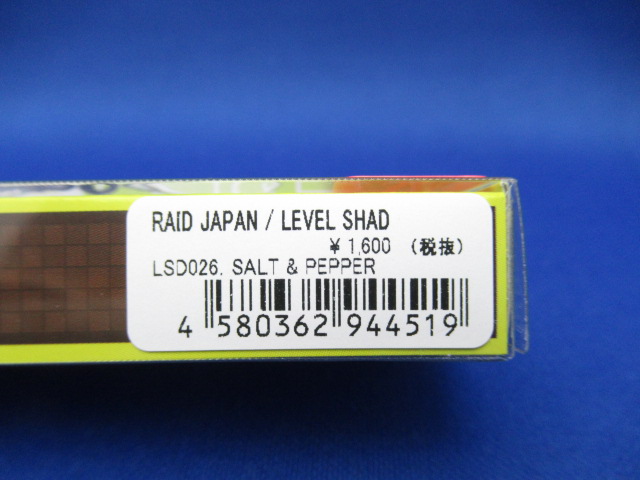 RAID JAPAN / LEVEL SHAD
¥ 1,600 (税抜)
LSD026. SALT & PEPPER
4 580362 944519